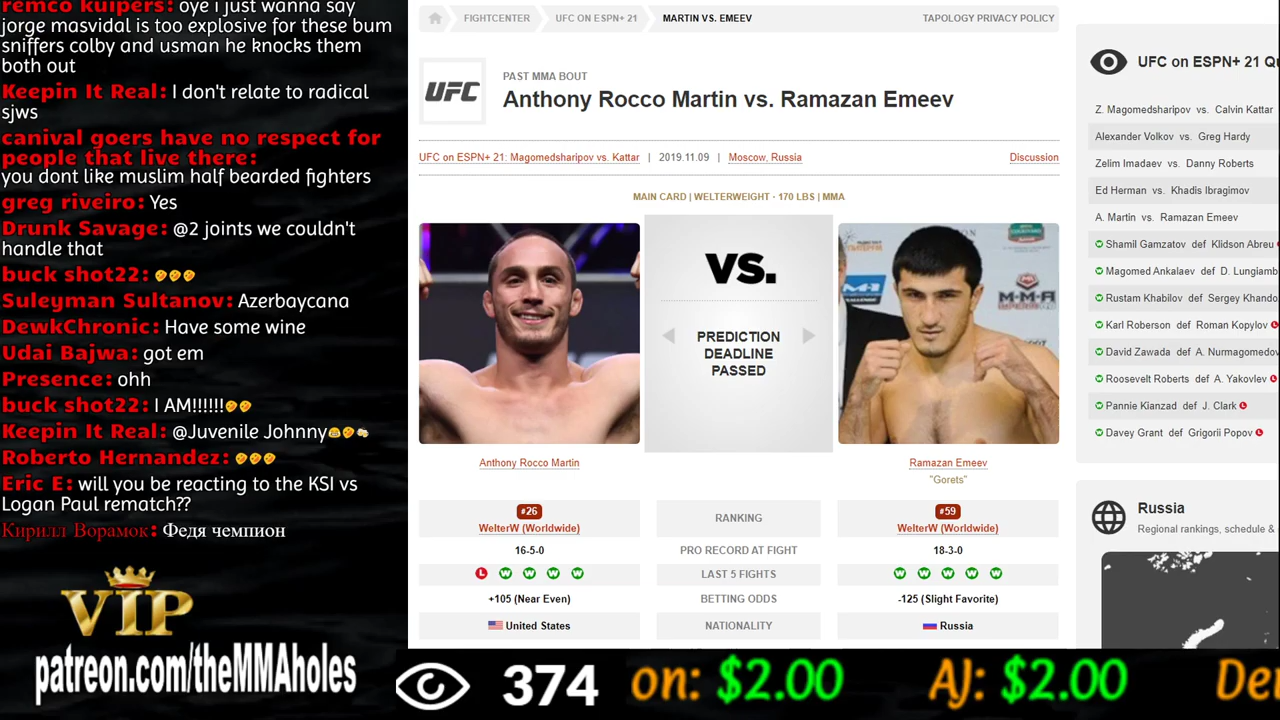 remco kuipers: oye i just wanna say
jorge masvidal is too explosive for these bum
sniffers colby and usman he knocks them
both out
Keepin It Real: I don't relate to radical
sjws
canival goers have no respect for
people that live there:
you dont like muslim half bearded fighters
greg riveiro: Yes
Drunk Savage: @2 joints we couldn't
handle that
buck shot22:
Suleyman Sultanov: Azerbaycana
DewkChronic: Have some wine
Udai Bajwa: got em
Presence: ohh
buck shot22: I AM!!!!!!
Keepin It Real: @Juvenile Johnny
Roberto Hernandez:
Eric E: will you be reacting to the KSI vs
Logan Paul rematch??
Кирилл Ворамок: Федя чемпион
VIP
patreon.com/theMMAholes
FIGHTCENTER
UFC ON ESPN+ 21
MARTIN VS. EMEEV
TAPOLOGY PRIVACY POLICY
UFC
PAST MMA BOUT
Anthony Rocco Martin vs. Ramazan Emeev
UFC on ESPN+ 21: Magomedsharipov vs. Kattar | 2019.11.09 | Moscow, Russia
Discussion
MAIN CARD | WELTERWEIGHT · 170 LBS | MMA
VS.
PREDICTION
DEADLINE
PASSED
M-1
CHALLENGE
M-M-A
Anthony Rocco Martin
Ramazan Emeev
"Gorets"
#26
WelterW (Worldwide)
RANKING
#59
WelterW (Worldwide)
16-5-0
PRO RECORD AT FIGHT
18-3-0
L W W W W
LAST 5 FIGHTS
W W W W W
+105 (Near Even)
BETTING ODDS
-125 (Slight Favorite)
United States
NATIONALITY
Russia
UFC on ESPN+ 21 Qu
Z. Magomedsharipov vs. Calvin Kattar
Alexander Volkov vs. Greg Hardy
Zelim Imadaev vs. Danny Roberts
Ed Herman vs. Khadis Ibragimov
A. Martin vs. Ramazan Emeev
W Shamil Gamzatov def Klidson Abreu
W Magomed Ankalaev def D. Lungiamb
W Rustam Khabilov def Sergey Khando
W Karl Roberson def Roman Kopylov L
W David Zawada def A. Nurmagomedov
W Roosevelt Roberts def A. Yakovlev L
W Pannie Kianzad def J. Clark L
W Davey Grant def Grigorii Popov L
Russia
Regional rankings, schedule &
374
on: $2.00
AJ: $2.00
De